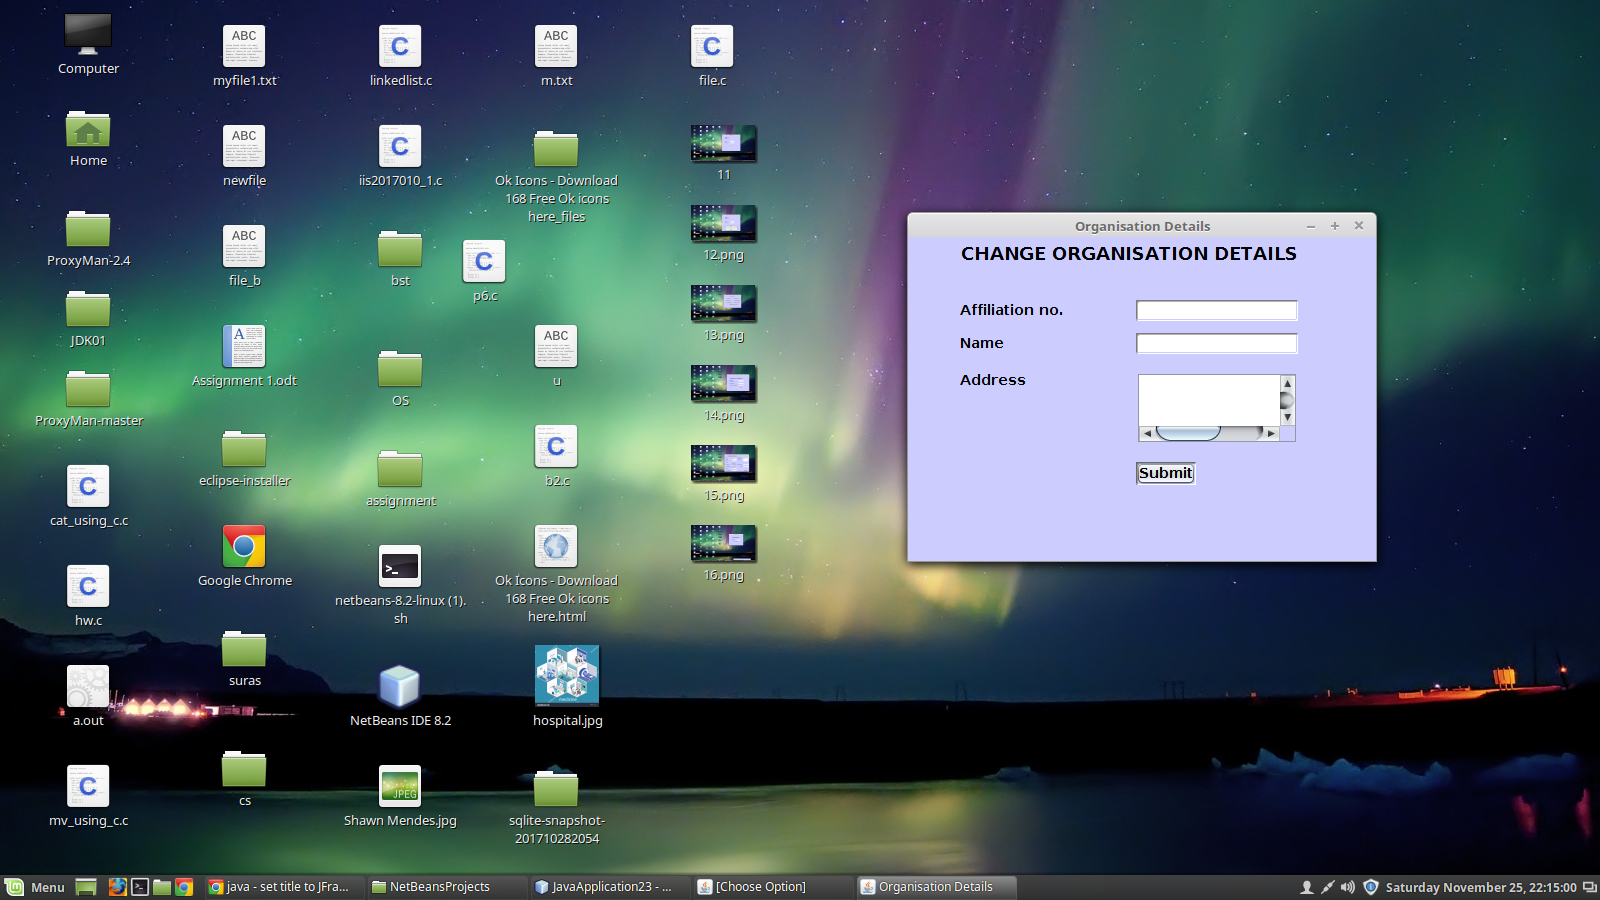 Computer
Home
ProxyMan-2.4
JDK01
ProxyMan-master
cat_using_c.c
hw.c
a.out
mv_using_c.c
ABC
myfile1.txt
ABC
newfile
ABC
file_b
A
Assignment 1.odt
eclipse-installer
Google Chrome
suras
cs
C
linkedlist.c
C
iis2017010_1.c
bst
C
p6.c
OS
assignment
>_
netbeans-8.2-linux (1).
sh
NetBeans IDE 8.2
JPEG
Shawn Mendes.jpg
ABC
m.txt
Ok Icons - Download
168 Free Ok icons
here_files
ABC
u
C
b2.c
Ok Icons - Download
168 Free Ok icons
here.html
hospital.jpg
sqlite-snapshot-
201710282054
C
file.c
11
12.png
13.png
14.png
15.png
16.png
Organisation Details
CHANGE ORGANISATION DETAILS
Affiliation no.
Name
Address
Submit
Menu
java - set title to JFra...
NetBeansProjects
JavaApplication23 - ...
[Choose Option]
Organisation Details
Saturday November 25, 22:15:00